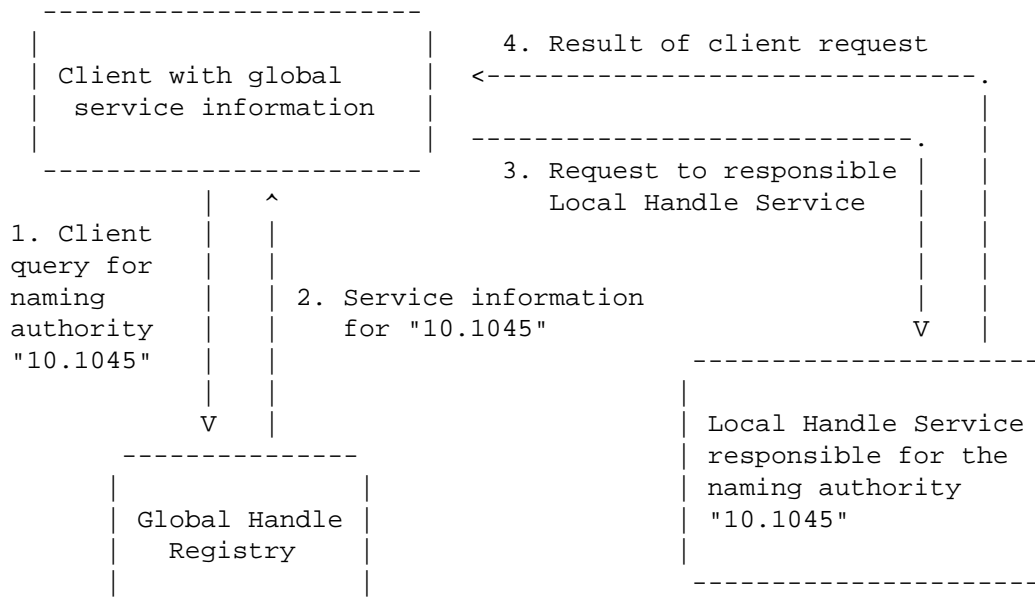 4. Result of client request
Client with global
service information
3. Request to responsible
Local Handle Service
1. Client
query for
naming
authority
"10.1045"
2. Service information
for "10.1045"
Local Handle Service
responsible for the
naming authority
"10.1045"
Global Handle
Registry